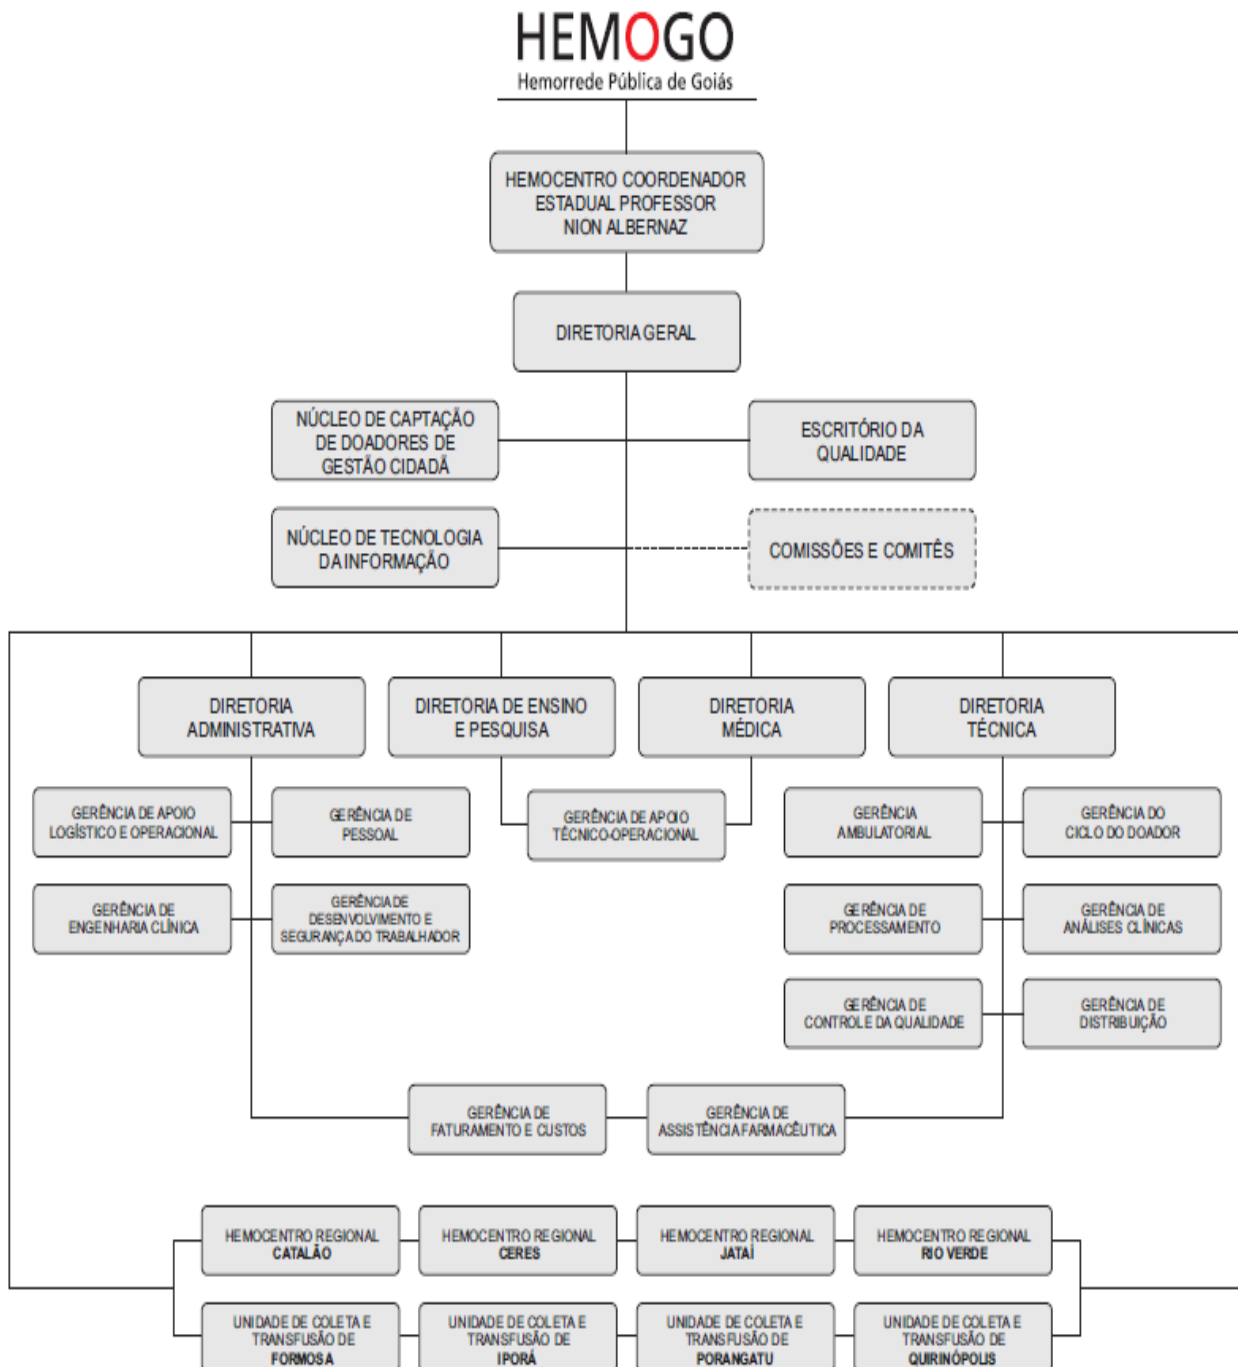 HEMOGO
Hemorrede Pública de Goiás
HEMOCENTRO COORDENADOR
ESTADUAL PROFESSOR
NION ALBERNAZ
DIRETORIA GERAL
NÚCLEO DE CAPTAÇÃO
DE DOADORES DE
GESTÃO CIDADÃ
ESCRITÓRIO DA
QUALIDADE
NÚCLEO DE TECNOLOGIA
DA INFORMAÇÃO
COMISSÕES E COMITÊS
DIRETORIA
ADMINISTRATIVA
DIRETORIA DE ENSINO
E PESQUISA
DIRETORIA
MÉDICA
DIRETORIA
TÉCNICA
GERÊNCIA DE APOIO
LOGÍSTICO E OPERACIONAL
GERÊNCIA DE
PESSOAL
GERÊNCIA DE APOIO
TÉCNICO-OPERACIONAL
GERÊNCIA
AMBULATORIAL
GERÊNCIA DO
CICLO DO DOADOR
GERÊNCIA DE
ENGENHARIA CLÍNICA
GERÊNCIA DE
DESENVOLVIMENTO E
SEGURANÇA DO TRABALHADOR
GERÊNCIA DE
PROCESSAMENTO
GERÊNCIA DE
ANÁLISES CLÍNICAS
GERÊNCIA DE
CONTROLE DA QUALIDADE
GERÊNCIA DE
DISTRIBUIÇÃO
GERÊNCIA DE
FATURAMENTO E CUSTOS
GERÊNCIA DE
ASSISTÊNCIA FARMACÊUTICA
HEMOCENTRO REGIONAL
CATALÃO
HEMOCENTRO REGIONAL
CERES
HEMOCENTRO REGIONAL
JATAÍ
HEMOCENTRO REGIONAL
RIO VERDE
UNIDADE DE COLETA E
TRANSFUSÃO DE
FORMOSA
UNIDADE DE COLETA E
TRANSFUSÃO DE
IPORÁ
UNIDADE DE COLETA E
TRANSFUSÃO DE
PORANGATU
UNIDADE DE COLETA E
TRANSFUSÃO DE
QUIRINÓPOLIS